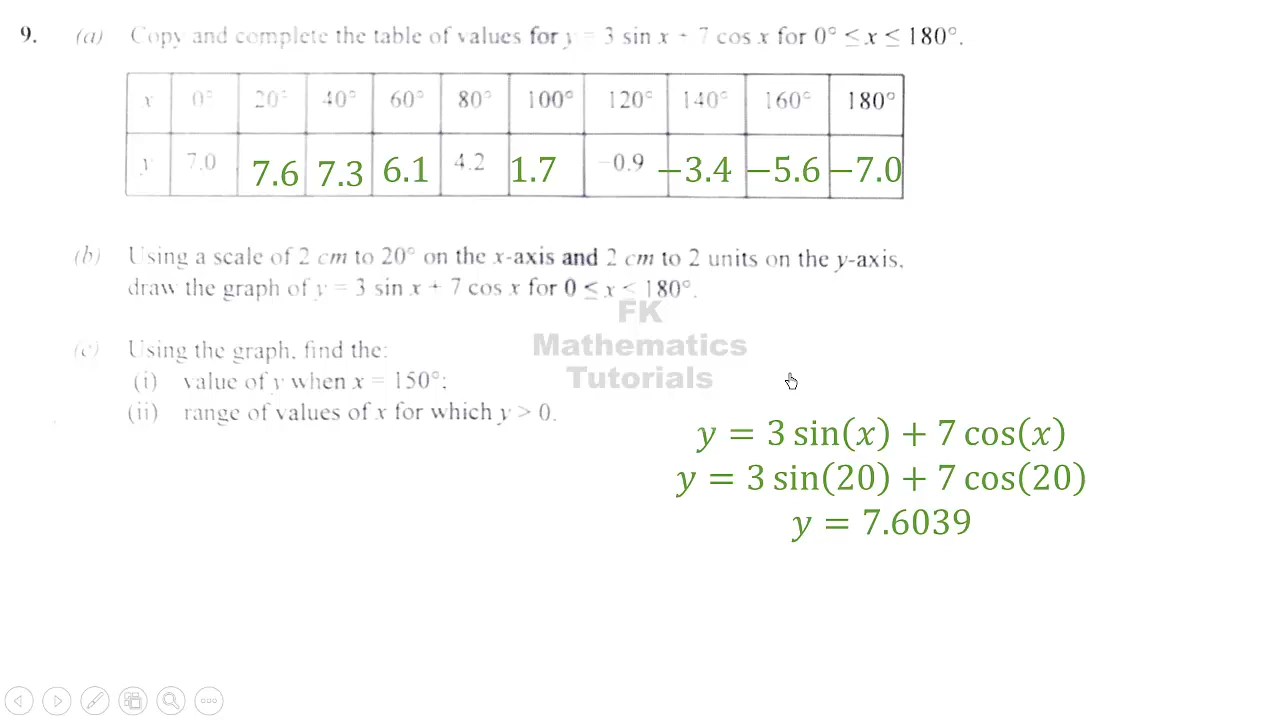 9. (a) Copy and complete the table of values for y = 3 sin x + 7 cos x for 0° ≤ x ≤ 180°.
x 0° 20° 40° 60° 80° 100° 120° 140° 160° 180°
y 7.0 7.6 7.3 6.1 4.2 1.7 −0.9 −3.4 −5.6 −7.0
(b) Using a scale of 2 cm to 20° on the x-axis and 2 cm to 2 units on the y-axis,
draw the graph of y = 3 sin x + 7 cos x for 0 ≤ x ≤ 180°.
FK
Mathematics
Tutorials
(c) Using the graph, find the:
(i) value of y when x = 150°;
(ii) range of values of x for which y > 0.
y = 3 sin(x) + 7 cos(x)
y = 3 sin(20) + 7 cos(20)
y = 7.6039